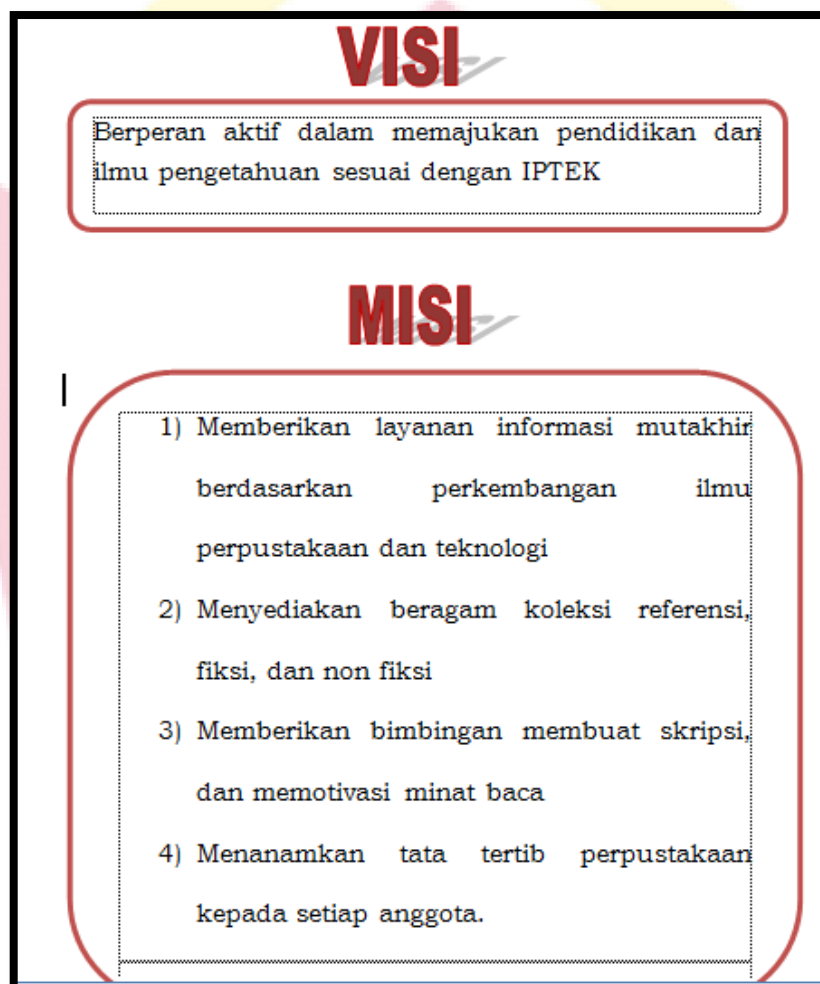 VISI
Berperan aktif dalam memajukan pendidikan dan
ilmu pengetahuan sesuai dengan IPTEK
MISI
1) Memberikan layanan informasi mutakhir
berdasarkan perkembangan ilmu
perpustakaan dan teknologi
2) Menyediakan beragam koleksi referensi,
fiksi, dan non fiksi
3) Memberikan bimbingan membuat skripsi,
dan memotivasi minat baca
4) Menanamkan tata tertib perpustakaan
kepada setiap anggota.